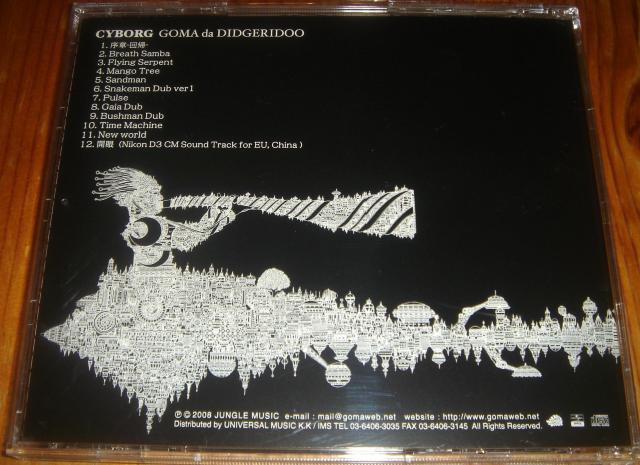 CYBORG GOMA da DIDGERIDOO
1. 序章-回帰-
2. Breath Samba
3. Flying Serpent
4. Mango Tree
5. Sandman
6. Snakeman Dub ver1
7. Pulse
8. Gaia Dub
9. Bushman Dub
10. Time Machine
11. New world
12. 開眼 (Nikon D3 CM Sound Track for EU, China )
℗ © 2008 JUNGLE MUSIC e-mail : mail@gomaweb.net website : http://www.gomaweb.net
Distributed by UNIVERSAL MUSIC K.K / IMS TEL 03-6406-3035 FAX 03-6406-3145 All Rights Reserved.